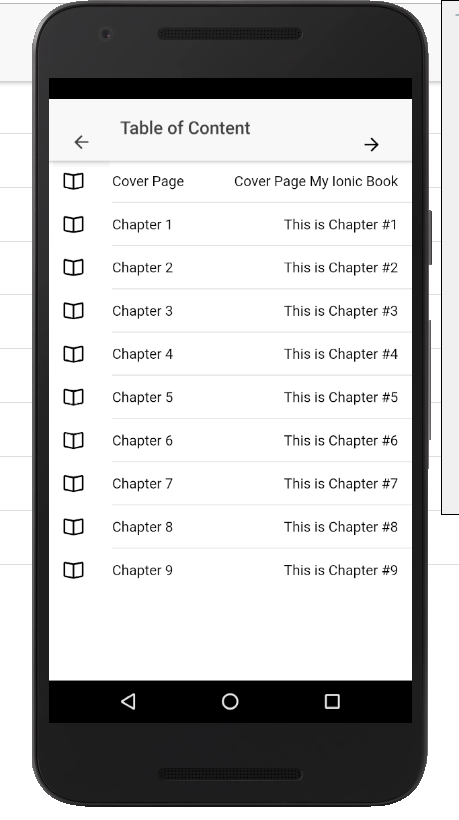 Table of Content
Cover Page Cover Page My Ionic Book
Chapter 1 This is Chapter #1
Chapter 2 This is Chapter #2
Chapter 3 This is Chapter #3
Chapter 4 This is Chapter #4
Chapter 5 This is Chapter #5
Chapter 6 This is Chapter #6
Chapter 7 This is Chapter #7
Chapter 8 This is Chapter #8
Chapter 9 This is Chapter #9